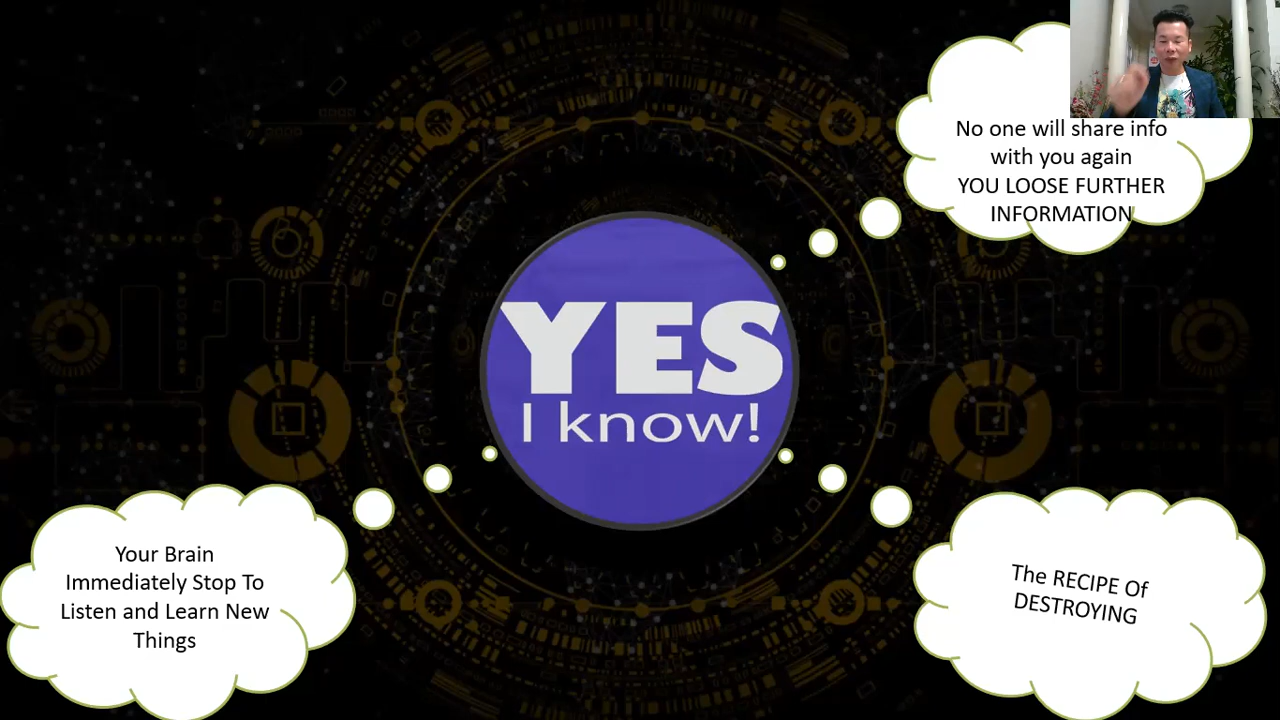 No one will share info
with you again
YOU LOOSE FURTHER
INFORMATION
YES
I know!
Your Brain
Immediately Stop To
Listen and Learn New
Things
The RECIPE Of
DESTROYING